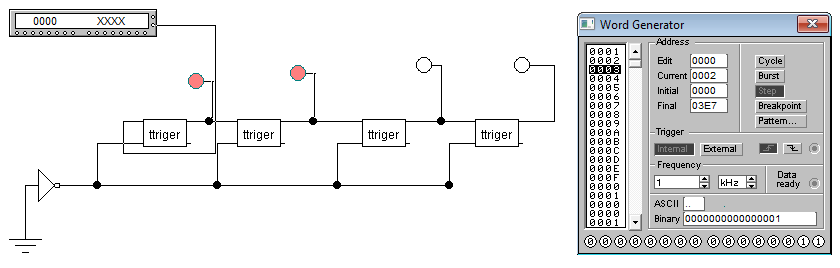 0000 XXXX
ttriger ttriger ttriger ttriger
Word Generator
0001
0002
0003
0004
0005
0006
0007
0008
0009
000A
000B
000C
000D
000E
000F
0000
0001
0000
0000
0001
Address
Edit 0000
Current 0002
Initial 0000
Final 03E7
Cycle
Burst
Step
Breakpoint
Pattern...
Trigger
Internal External
Frequency
1 kHz
Data
ready
ASCII .. .
Binary 0000000000000001
0 0 0 0 0 0 0 0 0 0 0 0 0 0 1 1